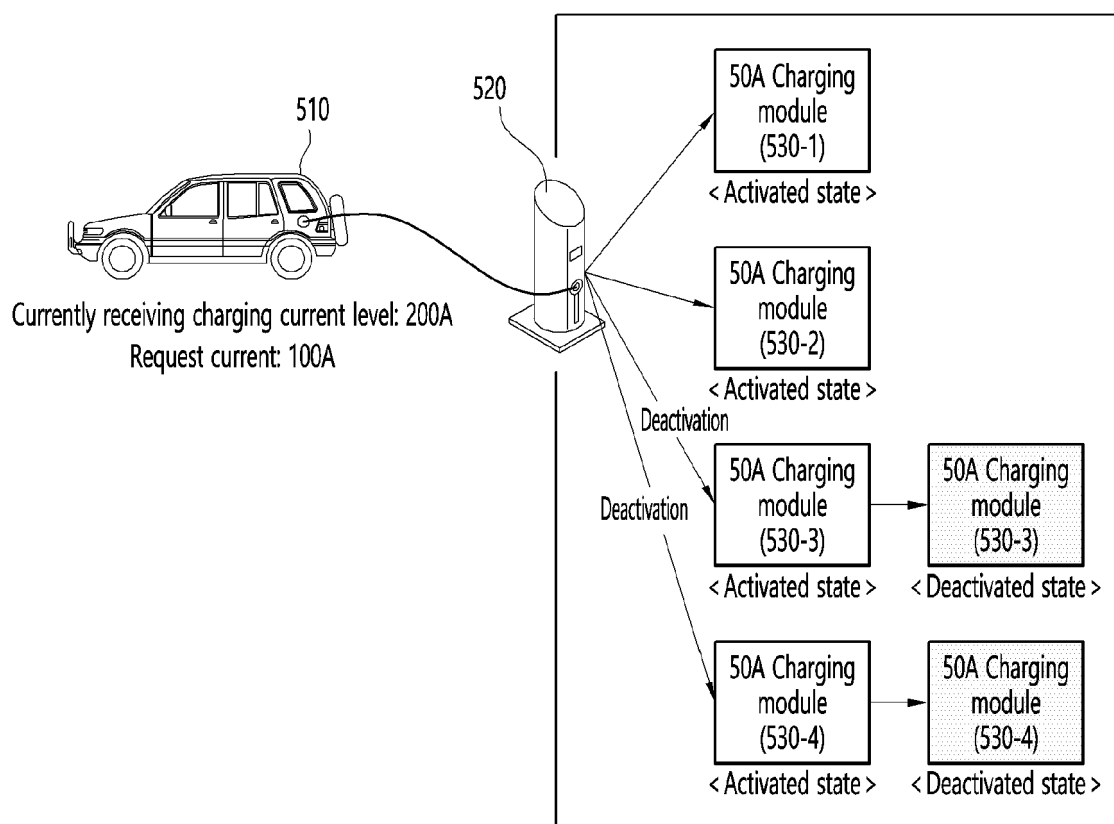 510
520
Currently receiving charging current level: 200A
Request current: 100A
50A Charging
module
(530-1)
< Activated state >
50A Charging
module
(530-2)
< Activated state >
Deactivation
50A Charging
module
(530-3)
< Activated state >
50A Charging
module
(530-3)
< Deactivated state >
Deactivation
50A Charging
module
(530-4)
< Activated state >
50A Charging
module
(530-4)
< Deactivated state >